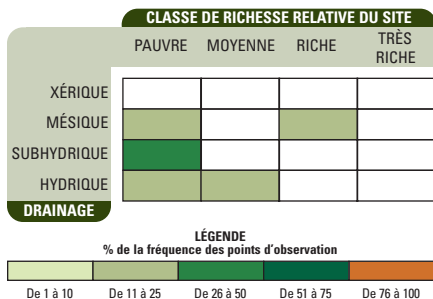 CLASSE DE RICHESSE RELATIVE DU SITE
PAUVRE MOYENNE RICHE TRÈS RICHE
XÉRIQUE
MÉSIQUE
SUBHYDRIQUE
HYDRIQUE
DRAINAGE
LÉGENDE
% de la fréquence des points d'observation
De 1 à 10 De 11 à 25 De 26 à 50 De 51 à 75 De 76 à 100